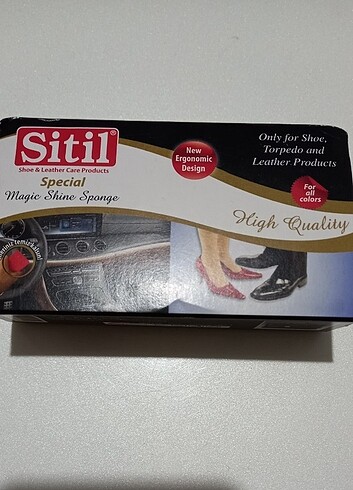 Sitil®
Shoe & Leather Care Products
Special
Magic Shine Sponge
New
Ergonomic
Design
Only for Shoe,
Torpedo and
Leather Products
For
all
colors
High Quality